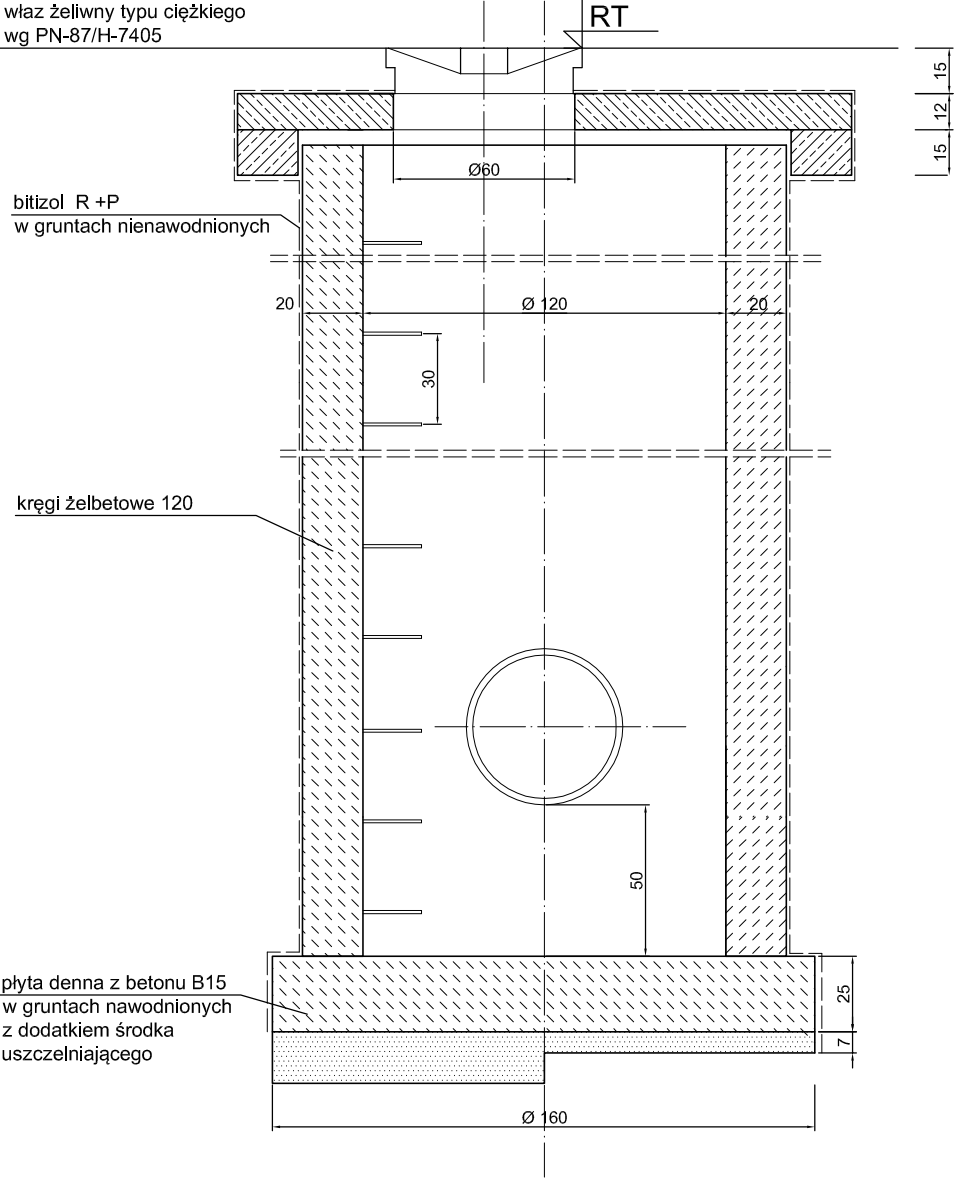 właz żeliwny typu ciężkiego
wg PN-87/H-7405
RT
15
12
15
Ø60
bitizol R +P
w gruntach nienawodnionych
20
Ø 120
20
30
kręgi żelbetowe 120
50
płyta denna z betonu B15
w gruntach nawodnionych
z dodatkiem środka
uszczelniającego
25
7
Ø 160